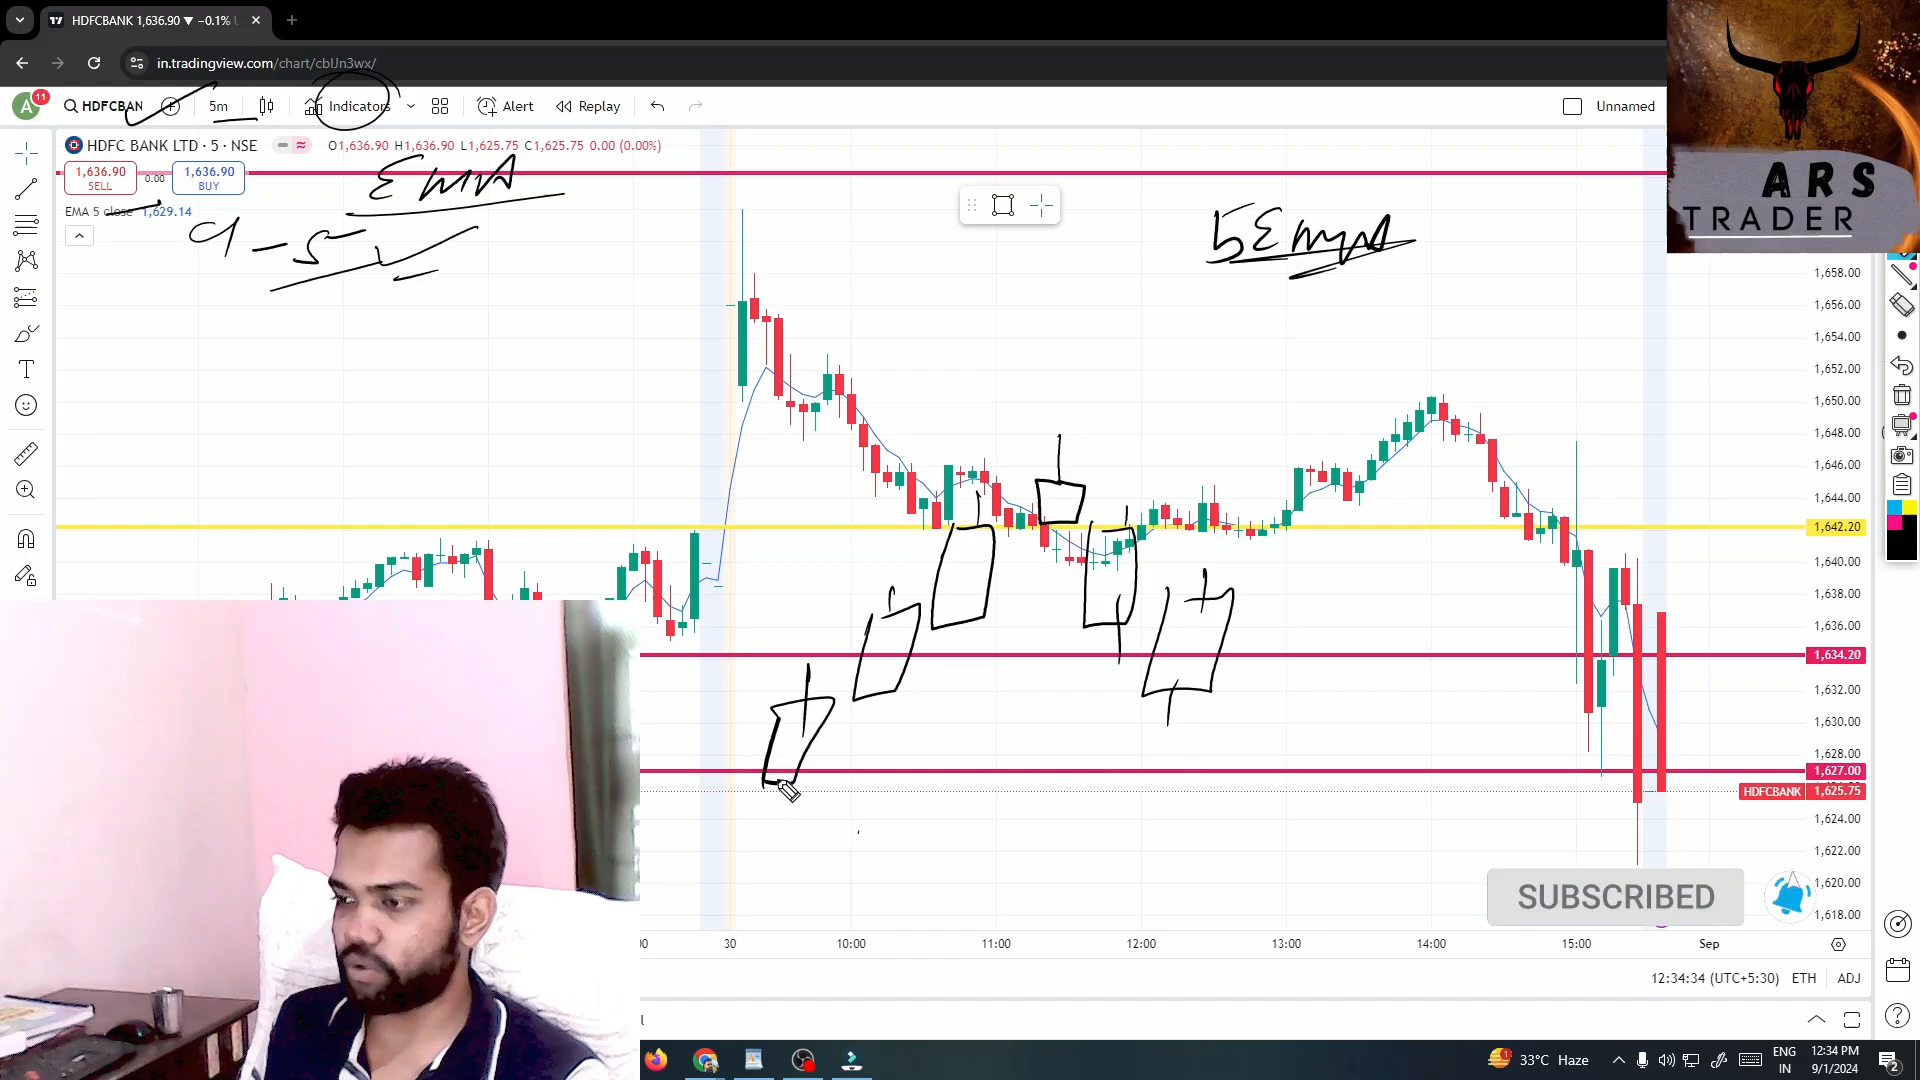 HDFCBANK 1,636.90 ▼ −0.1%
in.tradingview.com/chart/cbIJn3wx/
A 11 HDFCBAN 5m Indicators Alert Replay Unnamed
HDFC BANK LTD · 5 · NSE O1,636.90 H1,636.90 L1,625.75 C1,625.75 0.00 (0.00%)
1,636.90 SELL 0.00 1,636.90 BUY
EMA
EMA 5 close 1,629.14
9 - 5
5 EMA
ARS
TRADER
1,658.00
1,656.00
1,654.00
1,652.00
1,650.00
1,648.00
1,646.00
1,644.00
1,642.20
1,640.00
1,638.00
1,636.00
1,634.20
1,632.00
1,630.00
1,628.00
1,627.00
HDFCBANK 1,625.75
1,624.00
1,622.00
1,620.00
1,618.00
SUBSCRIBED
30 10:00 11:00 12:00 13:00 14:00 15:00 Sep
12:34:34 (UTC+5:30) ETH ADJ
33°C Haze ENG 12:34 PM
IN 9/1/2024 2